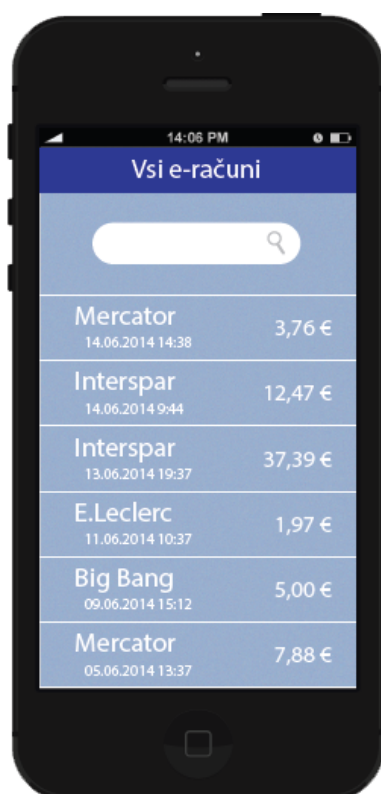 14:06 PM
Vsi e-računi
Mercator 3,76 €
14.06.2014 14:38
Interspar 12,47 €
14.06.2014 9:44
Interspar 37,39 €
13.06.2014 19:37
E.Leclerc 1,97 €
11.06.2014 10:37
Big Bang 5,00 €
09.06.2014 15:12
Mercator 7,88 €
05.06.2014 13:37